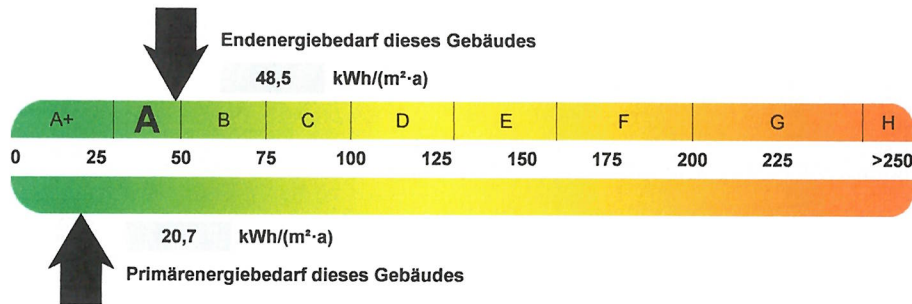 Endenergiebedarf dieses Gebäudes
48,5 kWh/(m²·a)
A+ A B C D E F G H
0 25 50 75 100 125 150 175 200 225 >250
20,7 kWh/(m²·a)
Primärenergiebedarf dieses Gebäudes